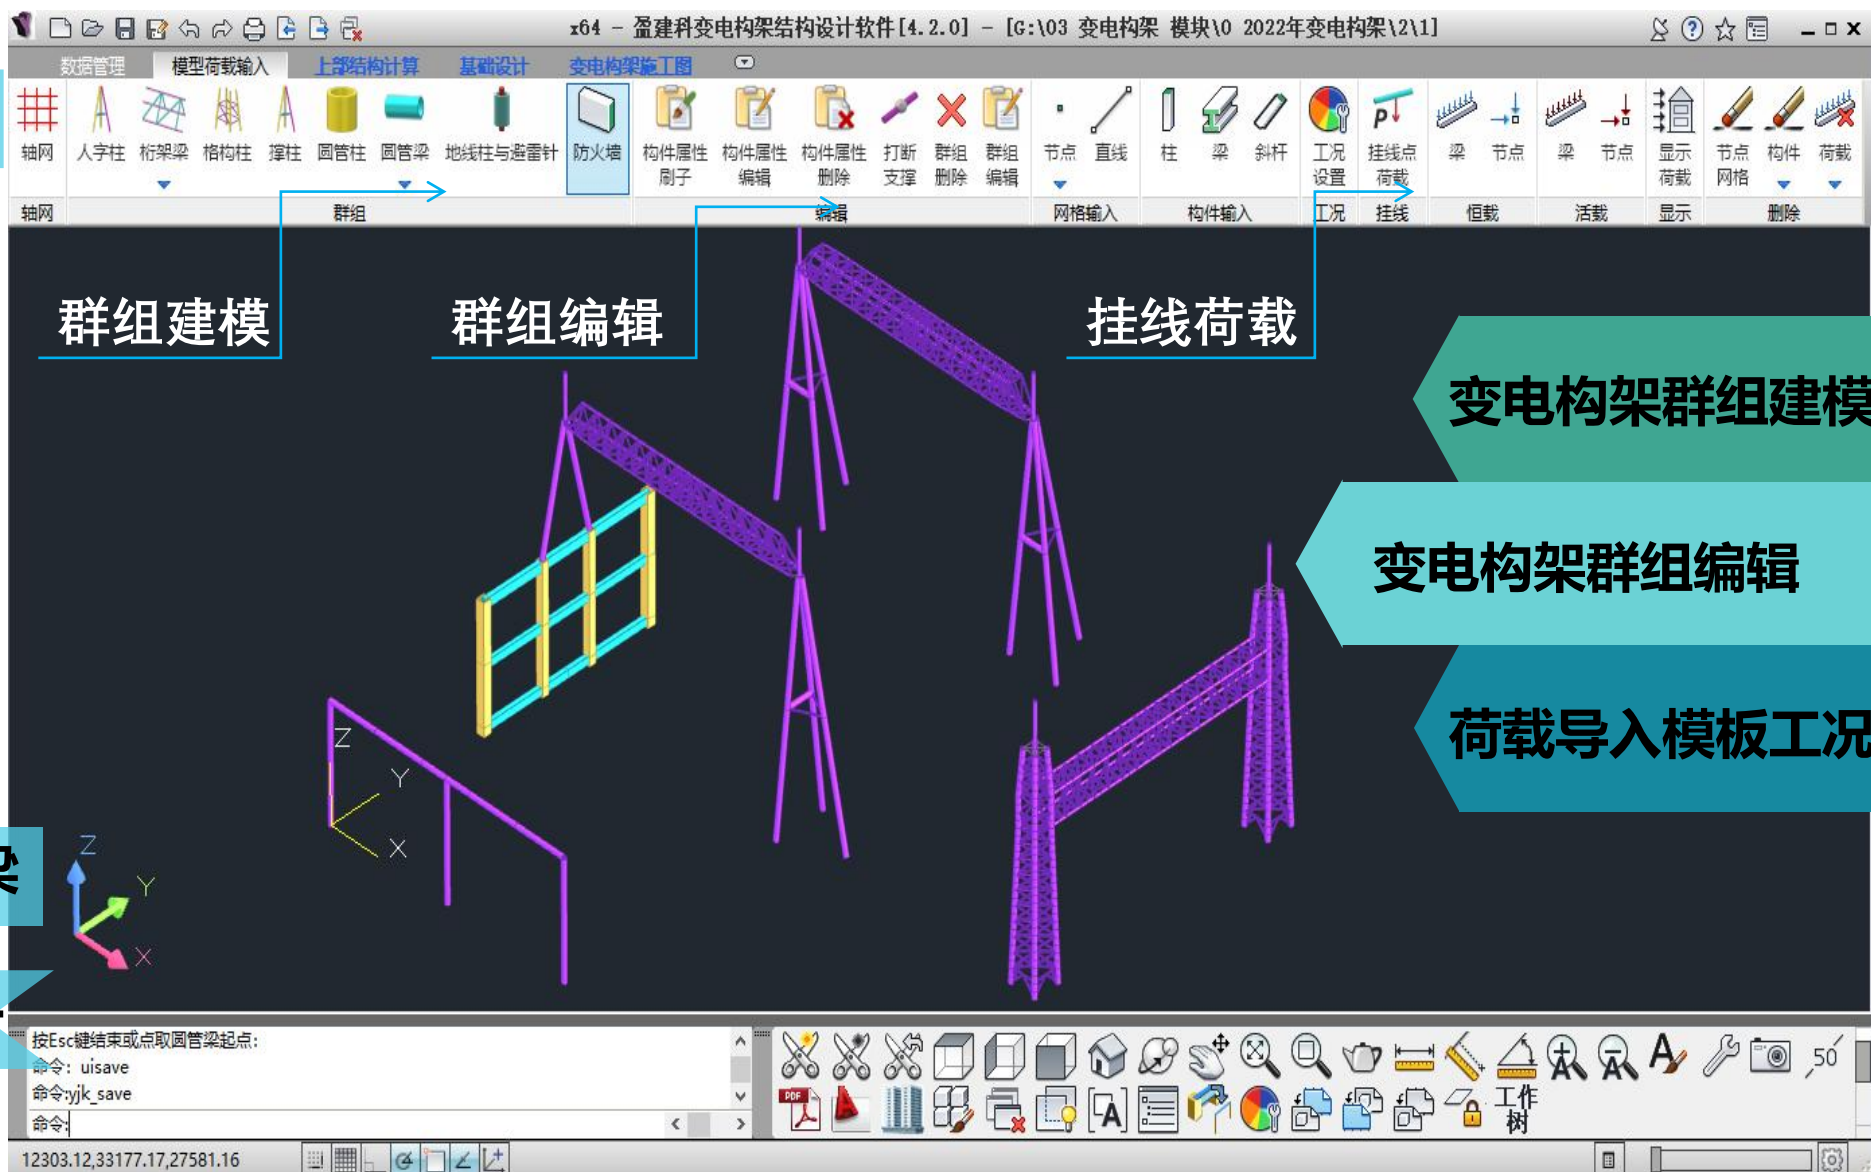 x64 - 盈建科变电构架结构设计软件[4.2.0] - [G:\03 变电构架 模块\0 2022年变电构架\2\1]
数据管理 模型荷载输入 上部结构计算 基础设计 变电构架施工图
轴网 人字柱 桁架梁 格构柱 撑柱 圆管柱 圆管梁 地线柱与避雷针 防火墙 构件属性刷子 构件属性编辑 构件属性删除 打断支撑 群组删除 群组编辑 节点 直线 柱 梁 斜杆 工况设置 挂线点荷载 梁 节点 梁 节点 显示荷载 节点网格 构件 荷载
轴网 群组 编辑 网格输入 构件输入 工况 挂线 恒载 活载 显示 删除
群组建模 群组编辑 挂线荷载
变电构架群组建模
变电构架群组编辑
荷载导入模板工况
Z
Y
X
梁
Z
Y
X
按Esc键结束或点取圆管梁起点:
命令: uisave
命令:yjk_save
命令:
50
PDF
A
工作树
12303.12,33177.17,27581.16